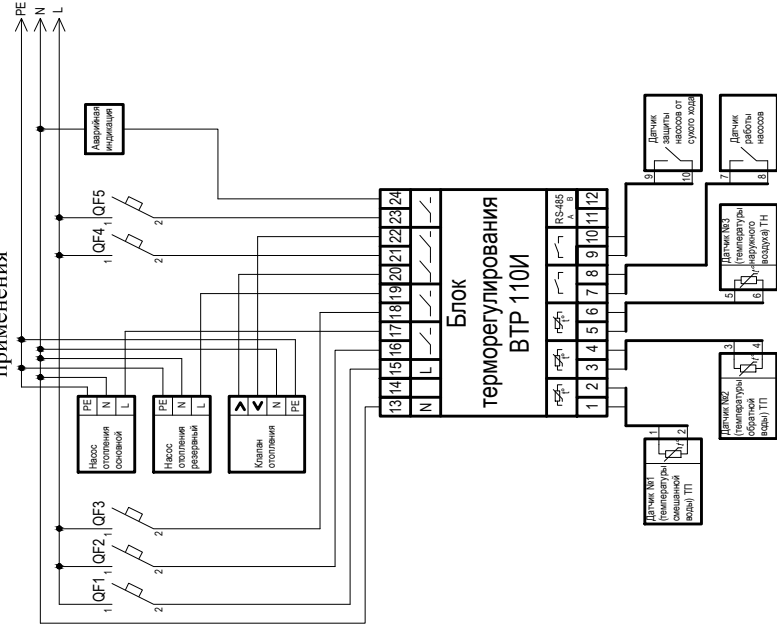 применения
PE
N
L
QF1
1
2
QF2
1
2
QF3
1
2
QF4
1
2
QF5
1
2
Аварийная
индикация
Насос
отопления
основной
PE
N
L
Насос
отопления
резервный
PE
N
L
Клапан
отопления
N
PE
13 14 15 16 17 18 19 20 21 22 23 24
N
L
Блок
терморегулирования
ВТР 110И
t°
t°
t°
RS-485
A B
1 2 3 4 5 6 7 8 9 10 11 12
1
2
Датчик №1
(температуры
смешанной
воды) ТП
3
4
Датчик №2
(температуры
обратной
воды) ТП
5
6
Датчик №3
(температуры
наружного
воздуха) ТН
7
8
Датчик
работы
насосов
9
10
Датчик
защиты
насосов от
сухого хода